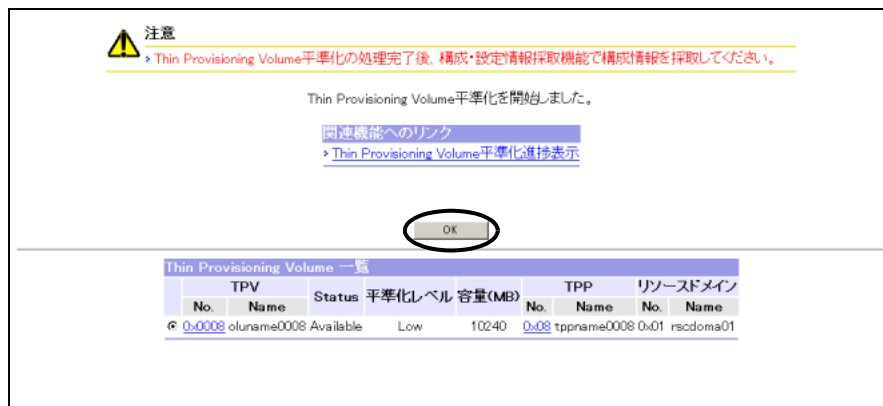 注意
Thin Provisioning Volume平準化の処理完了後、構成・設定情報採取機能で構成情報を採取してください。
Thin Provisioning Volume平準化を開始しました。
関連機能へのリンク
Thin Provisioning Volume平準化進捗表示
OK
Thin Provisioning Volume 一覧
TPV Status 平準化レベル 容量(MB) TPP リソースドメイン
No. Name No. Name No. Name
0x0008 oluname0008 Available Low 10240 0x08 tppname0008 0x01 rscdoma01